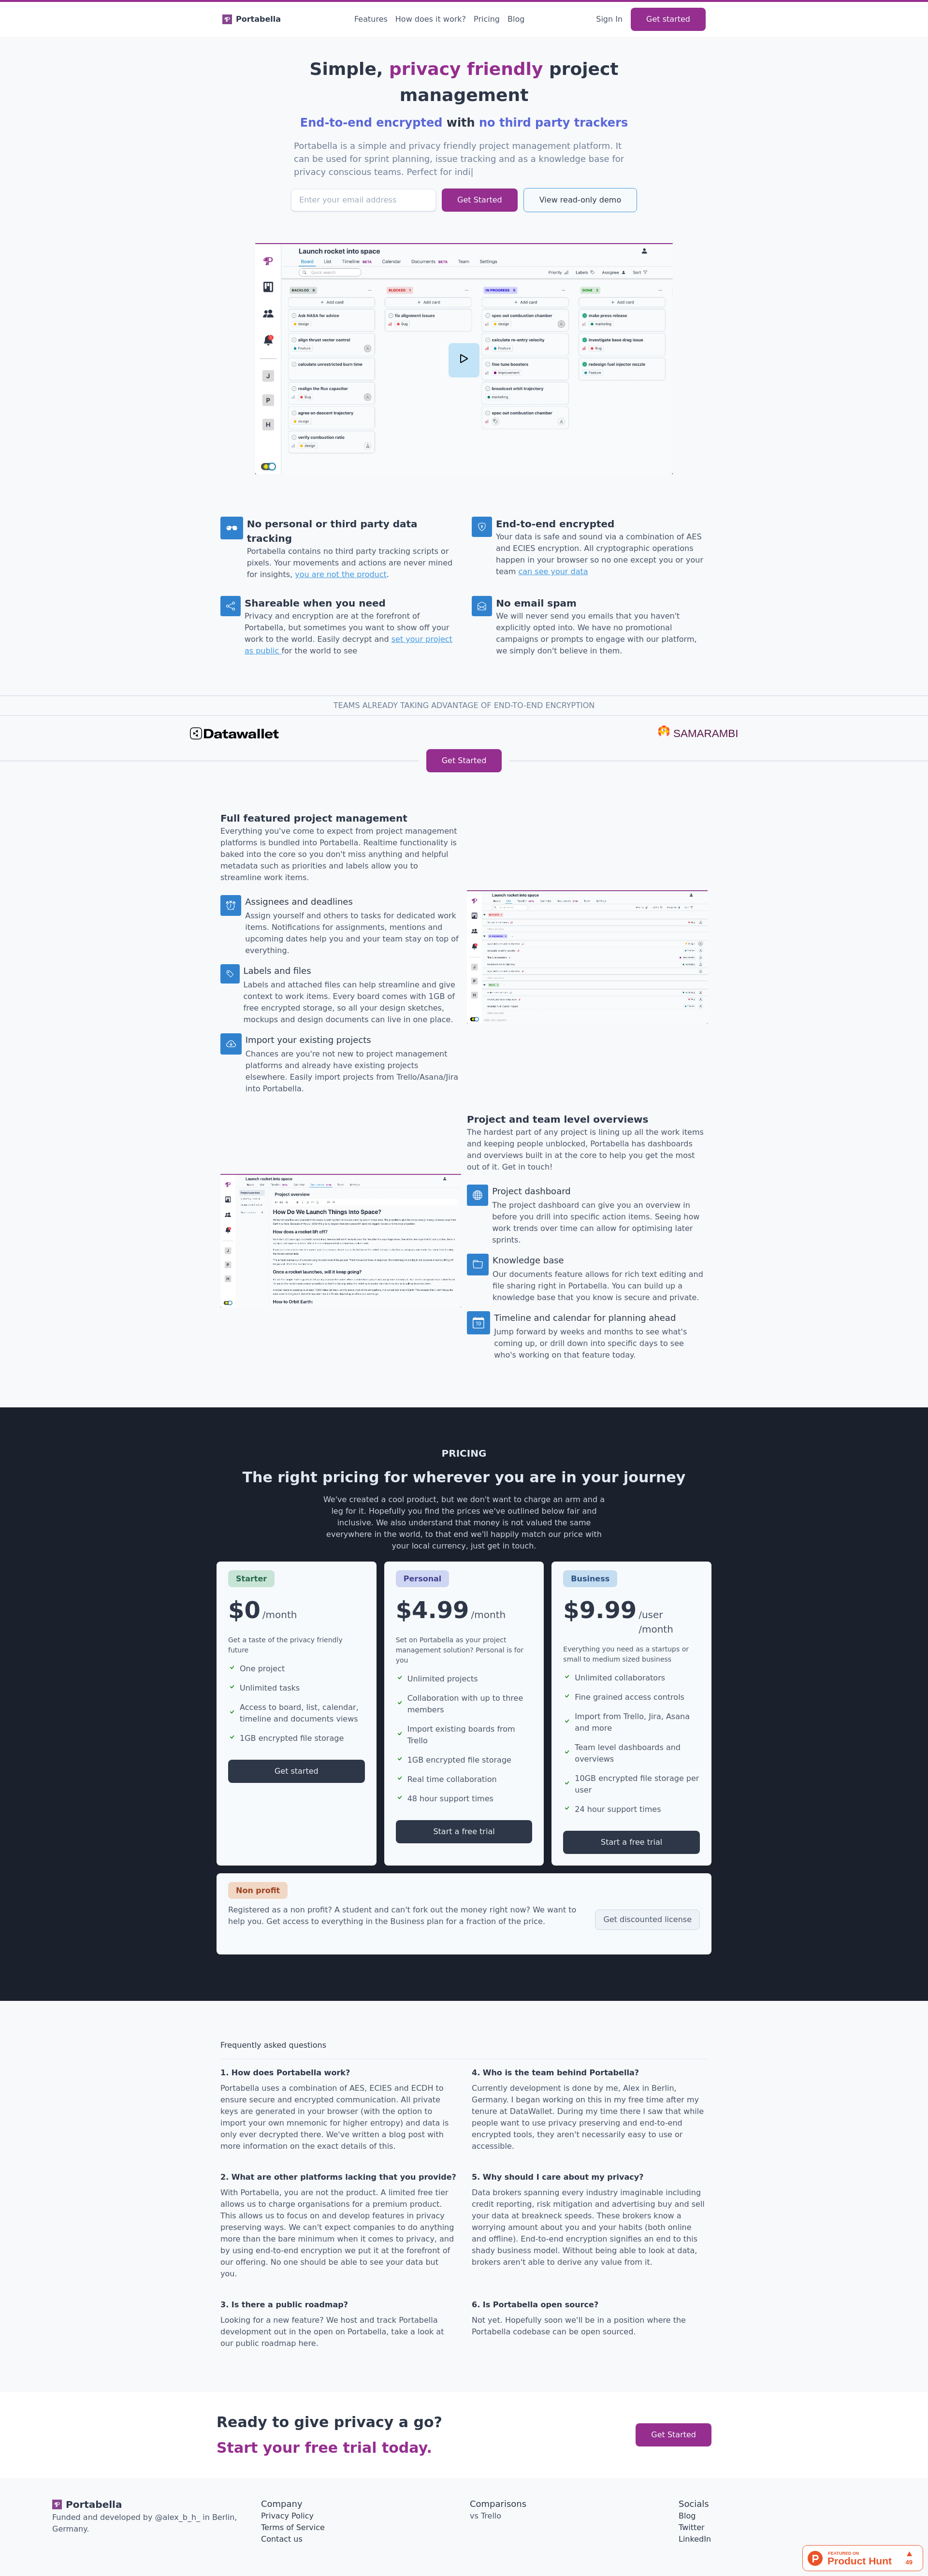 Portabella
Features How does it work? Pricing Blog
Sign In
Get started
Simple, privacy friendly project
management
End-to-end encrypted with no third party trackers
Portabella is a simple and privacy friendly project management platform. It
can be used for sprint planning, issue tracking and as a knowledge base for
privacy conscious teams. Perfect for indi|
Enter your email address
Get Started
View read-only demo
Launch rocket into space
Board List Timeline BETA Calendar Documents BETA Team Settings
Quick search
Priority Labels Assignee Sort
BACKLOG 6
+ Add card
Ask NASA for advice
design
align thrust vector control
Feature
calculate unrestricted burn time
realign the flux capacitor
Bug
agree on descent trajectory
design
verify combustion ratio
design
BLOCKED 1
+ Add card
fix alignment issues
Bug
IN PROGRESS 5
+ Add card
spec out combustion chamber
design
calculate re-entry velocity
Feature
fine tune boosters
improvement
broadcast orbit trajectory
marketing
spec out combustion chamber
DONE 3
+ Add card
make press release
marketing
investigate base drag issue
Bug
redesign fuel injector nozzle
Feature
J
P
H
No personal or third party data
tracking
Portabella contains no third party tracking scripts or
pixels. Your movements and actions are never mined
for insights, you are not the product.
End-to-end encrypted
Your data is safe and sound via a combination of AES
and ECIES encryption. All cryptographic operations
happen in your browser so no one except you or your
team can see your data
Shareable when you need
Privacy and encryption are at the forefront of
Portabella, but sometimes you want to show off your
work to the world. Easily decrypt and set your project
as public for the world to see
No email spam
We will never send you emails that you haven't
explicitly opted into. We have no promotional
campaigns or prompts to engage with our platform,
we simply don't believe in them.
TEAMS ALREADY TAKING ADVANTAGE OF END-TO-END ENCRYPTION
Datawallet
SAMARAMBI
Get Started
Full featured project management
Everything you've come to expect from project management
platforms is bundled into Portabella. Realtime functionality is
baked into the core so you don't miss anything and helpful
metadata such as priorities and labels allow you to
streamline work items.
Assignees and deadlines
Assign yourself and others to tasks for dedicated work
items. Notifications for assignments, mentions and
upcoming dates help you and your team stay on top of
everything.
Labels and files
Labels and attached files can help streamline and give
context to work items. Every board comes with 1GB of
free encrypted storage, so all your design sketches,
mockups and design documents can live in one place.
Import your existing projects
Chances are you're not new to project management
platforms and already have existing projects
elsewhere. Easily import projects from Trello/Asana/Jira
into Portabella.
Launch rocket into space
J
P
H
Project and team level overviews
The hardest part of any project is lining up all the work items
and keeping people unblocked, Portabella has dashboards
and overviews built in at the core to help you get the most
out of it. Get in touch!
Project dashboard
The project dashboard can give you an overview in
before you drill into specific action items. Seeing how
work trends over time can allow for optimising later
sprints.
Knowledge base
Our documents feature allows for rich text editing and
file sharing right in Portabella. You can build up a
knowledge base that you know is secure and private.
Timeline and calendar for planning ahead
Jump forward by weeks and months to see what's
coming up, or drill down into specific days to see
who's working on that feature today.
Launch rocket into space
Project overview
How Do We Launch Things Into Space?
How does a rocket lift off?
Once a rocket launches, will it keep going?
How to Orbit Earth:
J
P
H
PRICING
The right pricing for wherever you are in your journey
We've created a cool product, but we don't want to charge an arm and a
leg for it. Hopefully you find the prices we've outlined below fair and
inclusive. We also understand that money is not valued the same
everywhere in the world, to that end we'll happily match our price with
your local currency, just get in touch.
Starter
$0 /month
Get a taste of the privacy friendly
future
One project
Unlimited tasks
Access to board, list, calendar,
timeline and documents views
1GB encrypted file storage
Get started
Personal
$4.99 /month
Set on Portabella as your project
management solution? Personal is for
you
Unlimited projects
Collaboration with up to three
members
Import existing boards from
Trello
1GB encrypted file storage
Real time collaboration
48 hour support times
Start a free trial
Business
$9.99 /user
/month
Everything you need as a startups or
small to medium sized business
Unlimited collaborators
Fine grained access controls
Import from Trello, Jira, Asana
and more
Team level dashboards and
overviews
10GB encrypted file storage per
user
24 hour support times
Start a free trial
Non profit
Registered as a non profit? A student and can't fork out the money right now? We want to
help you. Get access to everything in the Business plan for a fraction of the price.
Get discounted license
Frequently asked questions
1. How does Portabella work?
Portabella uses a combination of AES, ECIES and ECDH to
ensure secure and encrypted communication. All private
keys are generated in your browser (with the option to
import your own mnemonic for higher entropy) and data is
only ever decrypted there. We've written a blog post with
more information on the exact details of this.
4. Who is the team behind Portabella?
Currently development is done by me, Alex in Berlin,
Germany. I began working on this in my free time after my
tenure at DataWallet. During my time there I saw that while
people want to use privacy preserving and end-to-end
encrypted tools, they aren't necessarily easy to use or
accessible.
2. What are other platforms lacking that you provide?
With Portabella, you are not the product. A limited free tier
allows us to charge organisations for a premium product.
This allows us to focus on and develop features in privacy
preserving ways. We can't expect companies to do anything
more than the bare minimum when it comes to privacy, and
by using end-to-end encryption we put it at the forefront of
our offering. No one should be able to see your data but
you.
5. Why should I care about my privacy?
Data brokers spanning every industry imaginable including
credit reporting, risk mitigation and advertising buy and sell
your data at breakneck speeds. These brokers know a
worrying amount about you and your habits (both online
and offline). End-to-end encryption signifies an end to this
shady business model. Without being able to look at data,
brokers aren't able to derive any value from it.
3. Is there a public roadmap?
Looking for a new feature? We host and track Portabella
development out in the open on Portabella, take a look at
our public roadmap here.
6. Is Portabella open source?
Not yet. Hopefully soon we'll be in a position where the
Portabella codebase can be open sourced.
Ready to give privacy a go?
Start your free trial today.
Get Started
Portabella
Funded and developed by @alex_b_h_ in Berlin,
Germany.
Company
Privacy Policy
Terms of Service
Contact us
Comparisons
vs Trello
Socials
Blog
Twitter
LinkedIn
P
FEATURED ON
Product Hunt
49